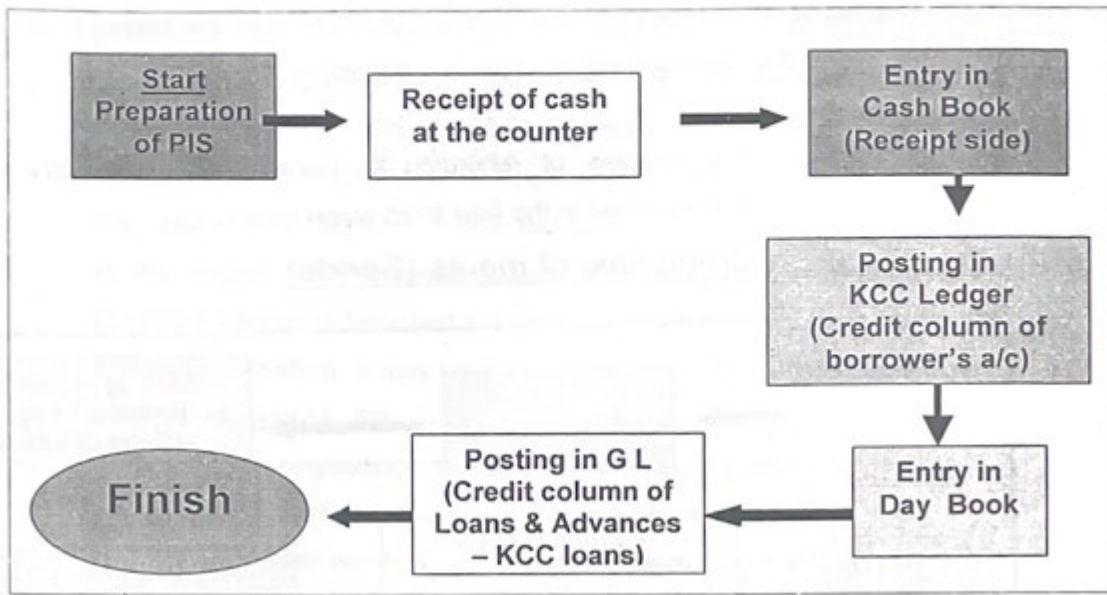 Start
Preparation
of PIS
Receipt of cash
at the counter
Entry in
Cash Book
(Receipt side)
Posting in
KCC Ledger
(Credit column of
borrower's a/c)
Entry in
Day Book
Posting in G L
(Credit column of
Loans & Advances
– KCC loans)
Finish